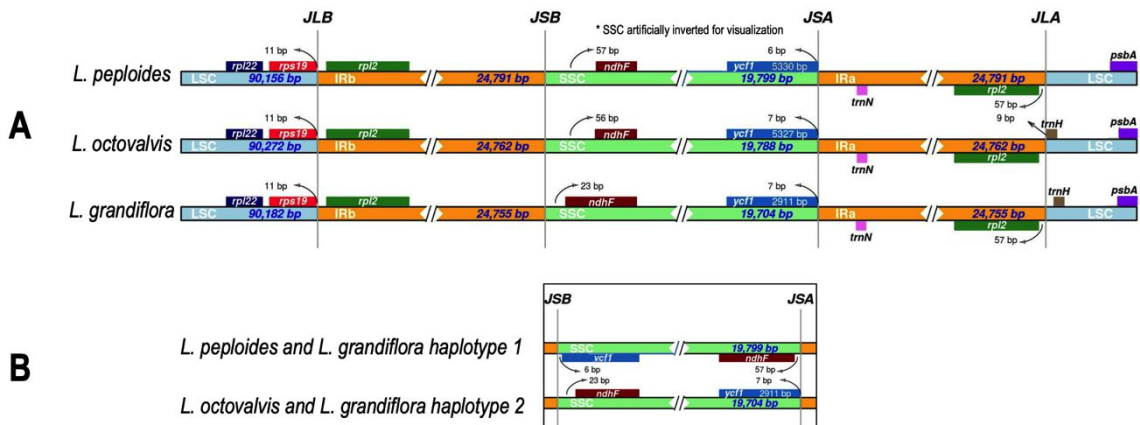 JLB JSB JSA JLA
* SSC artificially inverted for visualization
A
L. peploides
11 bp 57 bp 6 bp psbA
rpl22 rps19 rpl2 ndhF ycf1 5330 bp
LSC 90,156 bp IRb 24,791 bp SSC 19,799 bp IRa 24,791 bp LSC
trnN rpl2
57 bp
L. octovalvis
11 bp 56 bp 7 bp 9 bp trnH psbA
rpl22 rps19 rpl2 ndhF ycf1 5327 bp
LSC 90,272 bp IRb 24,762 bp SSC 19,788 bp IRa 24,762 bp LSC
trnN rpl2
L. grandiflora
11 bp 23 bp 7 bp trnH psbA
rpl22 rps19 rpl2 ndhF ycf1 2911 bp
LSC 90,182 bp IRb 24,755 bp SSC 19,704 bp IRa 24,755 bp LSC
trnN rpl2
57 bp
B
JSB JSA
L. peploides and L. grandiflora haplotype 1
SSC 19,799 bp
ycf1 ndhF
6 bp 57 bp
L. octovalvis and L. grandiflora haplotype 2
23 bp 7 bp
ndhF ycf1 2911 bp
SSC 19,704 bp